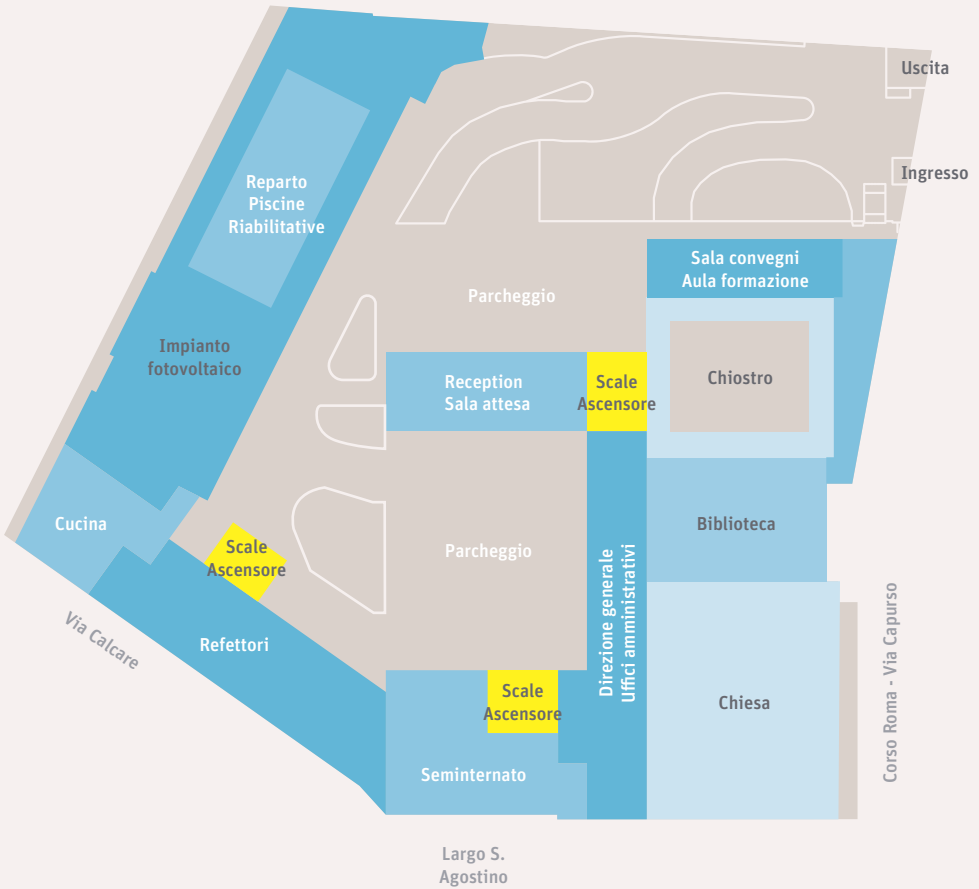 Uscita
Ingresso
Reparto
Piscine
Riabilitative
Sala convegni
Aula formazione
Parcheggio
Impianto
fotovoltaico
Reception
Sala attesa
Scale
Ascensore
Chiostro
Cucina
Scale
Ascensore
Parcheggio
Biblioteca
Direzione generale
Uffici amministrativi
Via Calcare
Refettori
Scale
Ascensore
Chiesa
Corso Roma - Via Capurso
Seminternato
Largo S.
Agostino